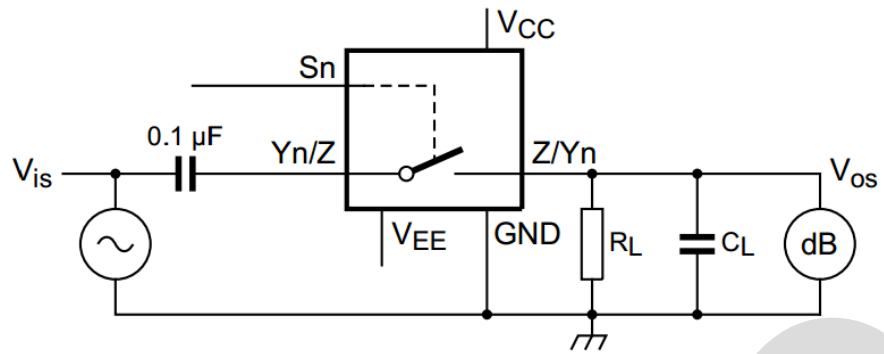 VCC
Sn
0.1 µF
Yn/Z
Z/Yn
Vis
Vos
VEE
GND
RL
CL
dB